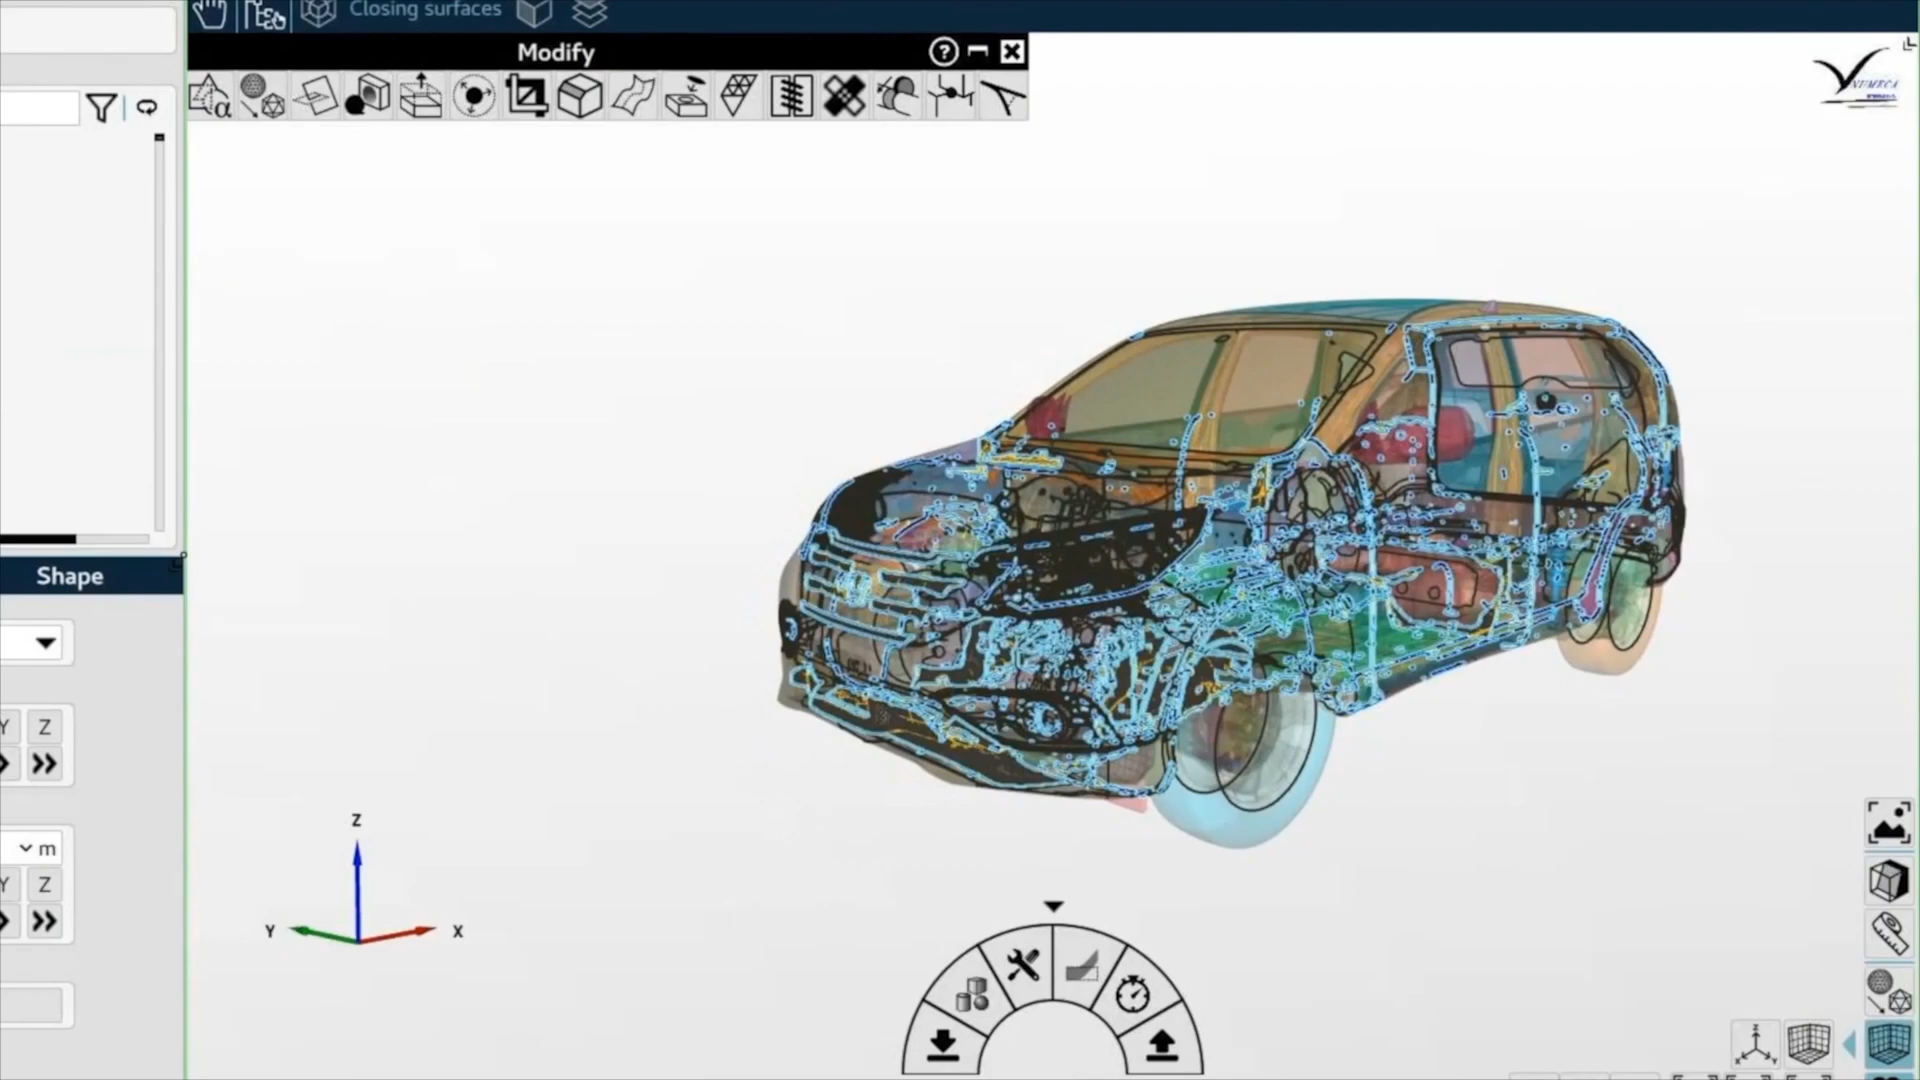 Closing surfaces
Modify
?
α
NUMECA
Shape
Y Z
m
Y Z
Z
Y X